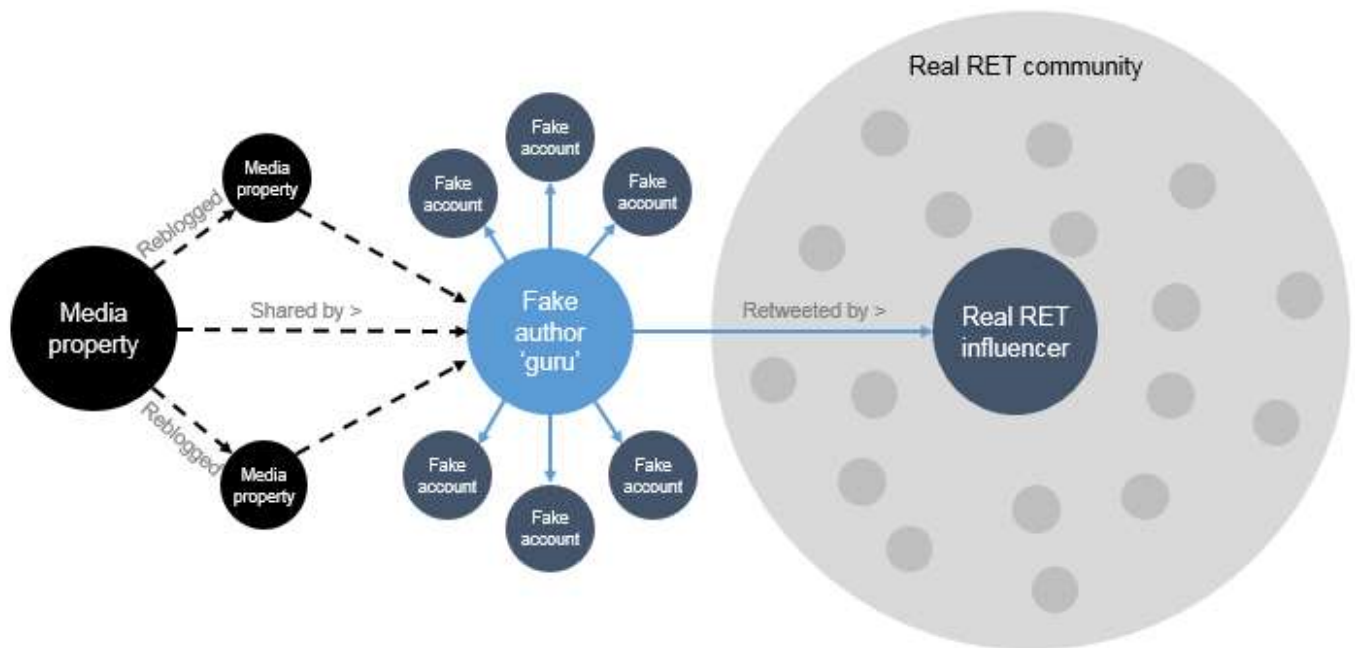 Real RET community
Fake
account
Fake
account
Fake
account
Media
property
Reblogged
Media
property
Shared by >
Fake
author
‘guru’
Retweeted by >
Real RET
influencer
Reblogged
Media
property
Fake
account
Fake
account
Fake
account